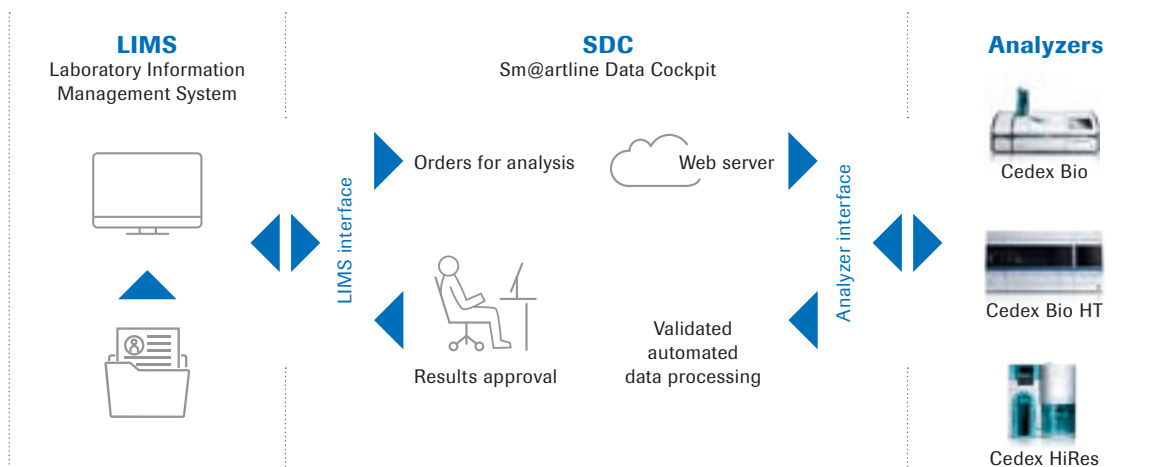 LIMS
Laboratory Information
Management System
SDC
Sm@artline Data Cockpit
Analyzers
LIMS interface
Orders for analysis
Web server
Analyzer interface
Results approval
Validated
automated
data processing
Cedex Bio
Cedex Bio HT
Cedex HiRes